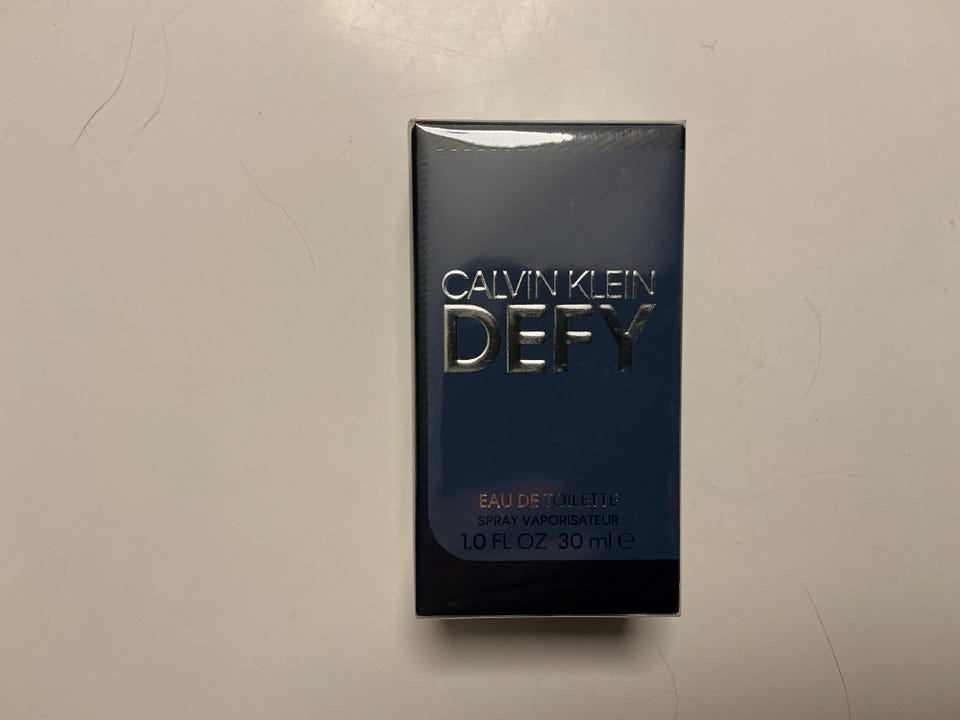 CALVIN KLEIN
DEFY
EAU DE TOILETTE
SPRAY VAPORISATEUR
1.0 FL OZ 30 ml ℮